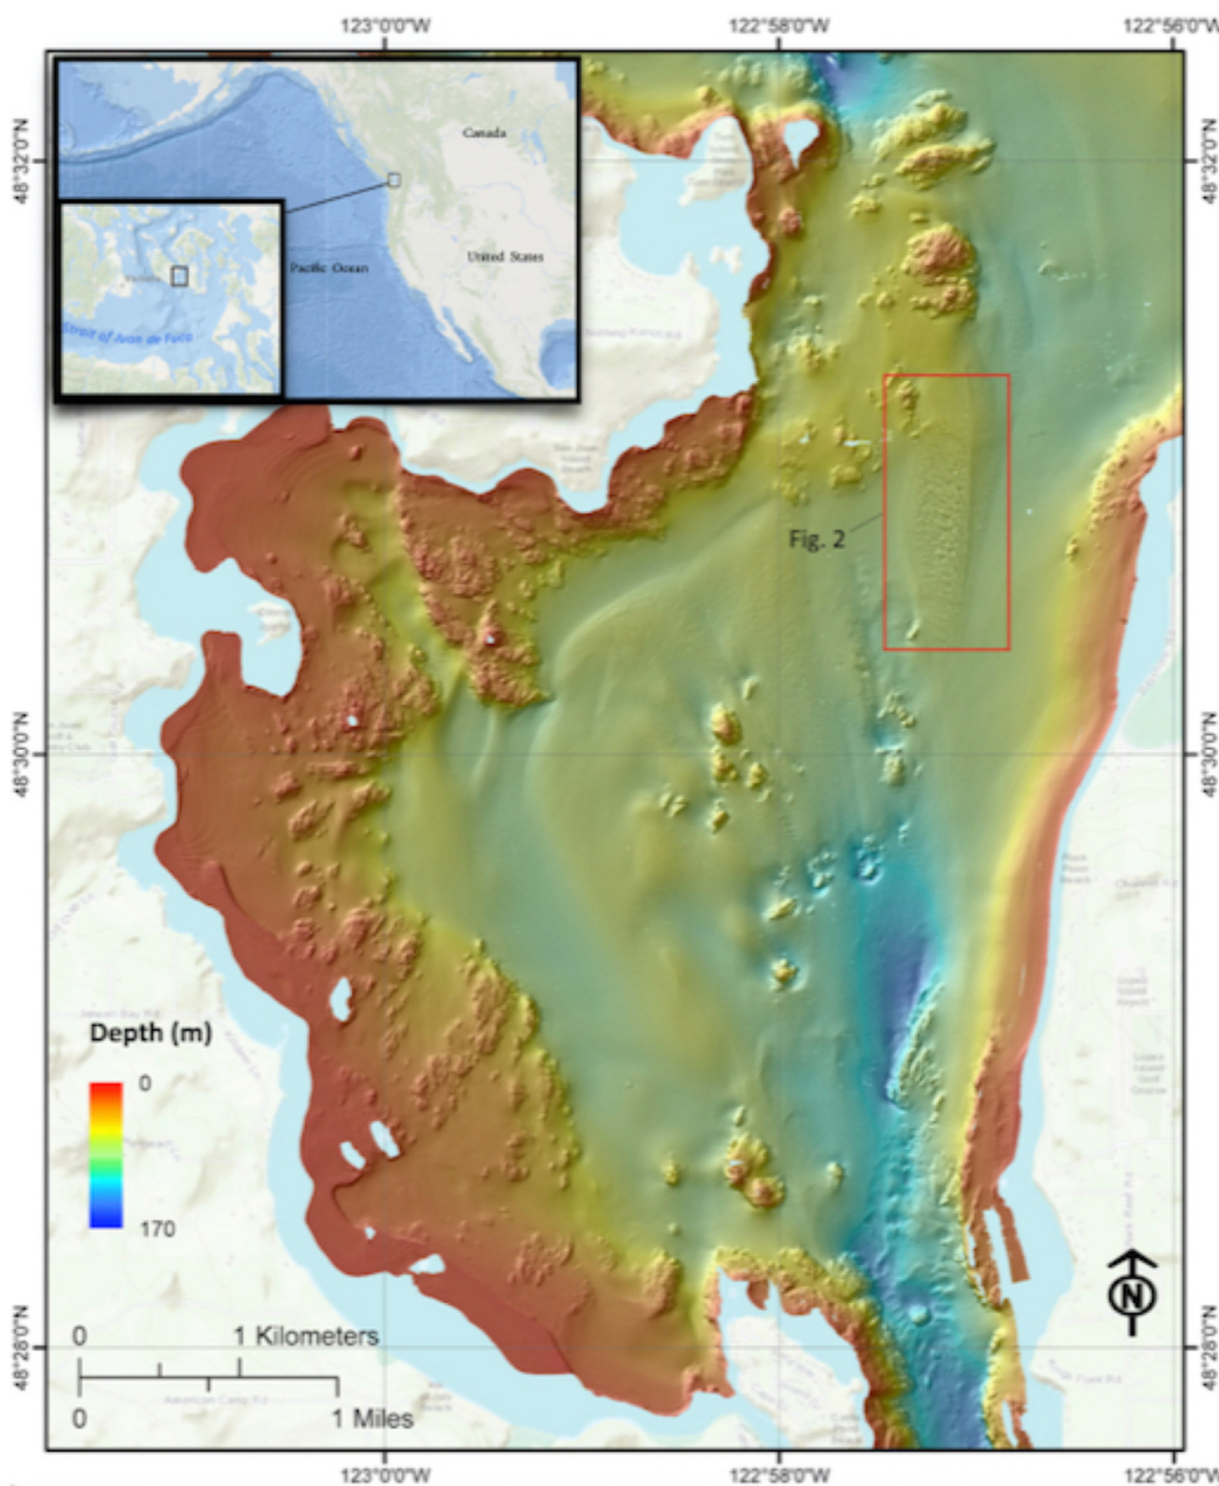 123°0'0"W
122°58'0"W
122°56'0"W
48°32'0"N
48°32'0"N
Canada
United States
Pacific Ocean
Victoria
Strait of Juan de Fuca
Fig. 2
48°30'0"N
48°30'0"N
Depth (m)
0
170
N
0
1 Kilometers
0
1 Miles
American Camp Rd
48°28'0"N
48°28'0"N
123°0'0"W
122°58'0"W
122°56'0"W